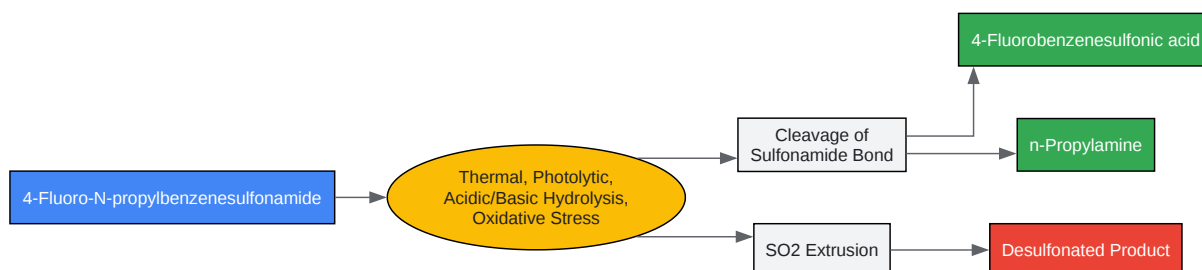 4-Fluorobenzenesulfonic acid
Cleavage of
Sulfonamide Bond
n-Propylamine
4-Fluoro-N-propylbenzenesulfonamide
Thermal, Photolytic,
Acidic/Basic Hydrolysis,
Oxidative Stress
SO2 Extrusion
Desulfonated Product